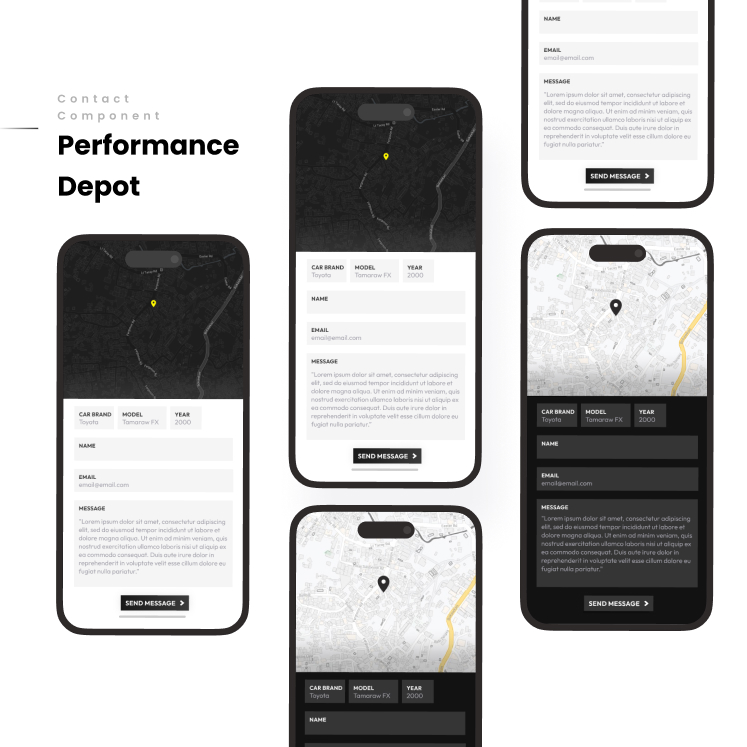 Contact
Component
Performance
Depot
CAR BRAND
Toyota
MODEL
Tamaraw FX
YEAR
2000
NAME
EMAIL
email@email.com
MESSAGE
"Lorem ipsum dolor sit amet, consectetur adipiscing
elit, sed do eiusmod tempor incididunt ut labore et
dolore magna aliqua. Ut enim ad minim veniam, quis
nostrud exercitation ullamco laboris nisi ut aliquip ex
ea commodo consequat. Duis aute irure dolor in
reprehenderit in voluptate velit esse cillum dolore eu
fugiat nulla pariatur."
SEND MESSAGE
CAR BRAND
Toyota
MODEL
Tamaraw FX
YEAR
2000
NAME
EMAIL
email@email.com
MESSAGE
"Lorem ipsum dolor sit amet, consectetur adipiscing
elit, sed do eiusmod tempor incididunt ut labore et
dolore magna aliqua. Ut enim ad minim veniam, quis
nostrud exercitation ullamco laboris nisi ut aliquip ex
ea commodo consequat. Duis aute irure dolor in
reprehenderit in voluptate velit esse cillum dolore eu
fugiat nulla pariatur."
SEND MESSAGE
CAR BRAND
Toyota
MODEL
Tamaraw FX
YEAR
2000
NAME
NAME
EMAIL
email@email.com
MESSAGE
"Lorem ipsum dolor sit amet, consectetur adipiscing
elit, sed do eiusmod tempor incididunt ut labore et
dolore magna aliqua. Ut enim ad minim veniam, quis
nostrud exercitation ullamco laboris nisi ut aliquip ex
ea commodo consequat. Duis aute irure dolor in
reprehenderit in voluptate velit esse cillum dolore eu
fugiat nulla pariatur."
SEND MESSAGE
CAR BRAND
Toyota
MODEL
Tamaraw FX
YEAR
2000
NAME
EMAIL
email@email.com
MESSAGE
"Lorem ipsum dolor sit amet, consectetur adipiscing
elit, sed do eiusmod tempor incididunt ut labore et
dolore magna aliqua. Ut enim ad minim veniam, quis
nostrud exercitation ullamco laboris nisi ut aliquip ex
ea commodo consequat. Duis aute irure dolor in
reprehenderit in voluptate velit esse cillum dolore eu
fugiat nulla pariatur."
SEND MESSAGE